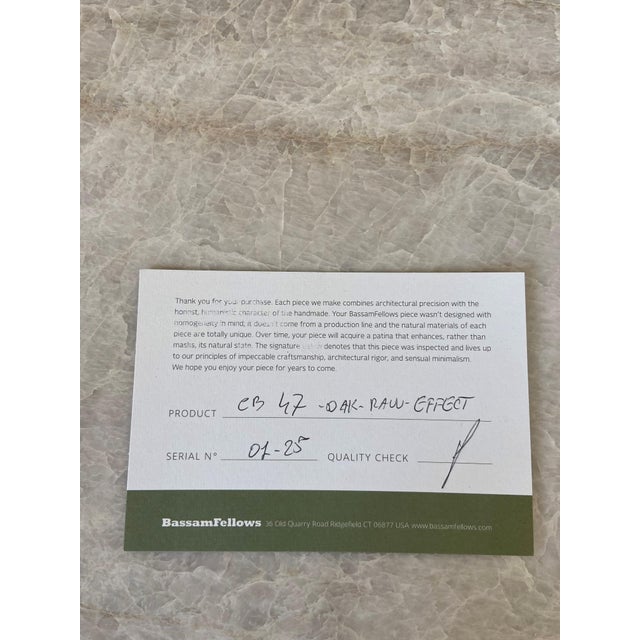 Thank you for your purchase. Each piece we make combines architectural precision with the
honest, humanistic character of the handmade. Your BassamFellows piece wasn't designed with
homogeneity in mind, it doesn't come from a production line and the natural materials of each
piece are totally unique. Over time, your piece will acquire a patina that enhances, rather than
masks, its natural state. The signature denotes that this piece was inspected and lives up
to our principles of impeccable craftsmanship, architectural rigor, and sensual minimalism.
We hope you enjoy your piece for years to come.
PRODUCT CB 47 - OAK - RAW - EFFECT
SERIAL N° 01-25 QUALITY CHECK
BassamFellows 36 Old Quarry Road Ridgefield CT 06877 USA www.bassamfellows.com